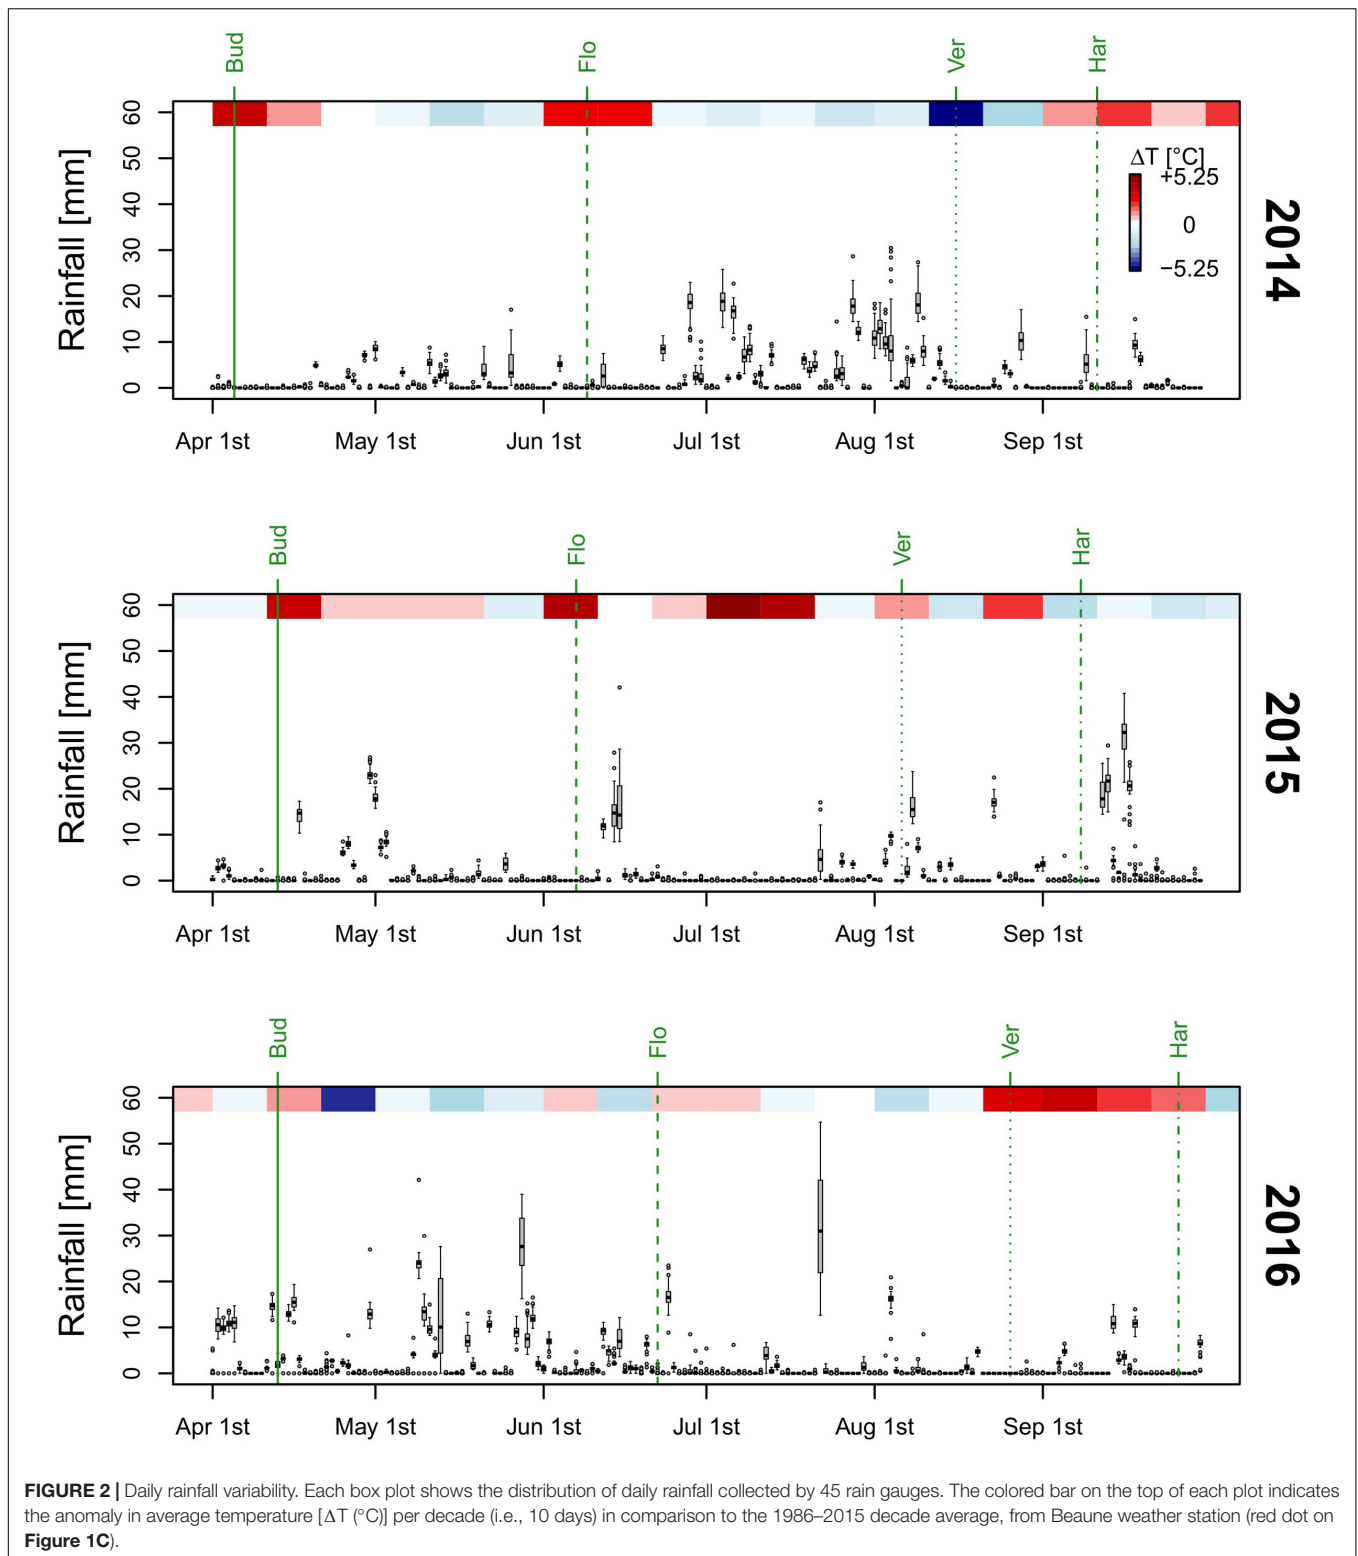 Bud Flo Ver Har
Rainfall [mm]
60
50
40
30
20
10
0
ΔT [°C]
+5.25
0
−5.25
2014
Apr 1st May 1st Jun 1st Jul 1st Aug 1st Sep 1st
Bud Flo Ver Har
Rainfall [mm]
60
50
40
30
20
10
0
2015
Apr 1st May 1st Jun 1st Jul 1st Aug 1st Sep 1st
Bud Flo Ver Har
Rainfall [mm]
60
50
40
30
20
10
0
2016
Apr 1st May 1st Jun 1st Jul 1st Aug 1st Sep 1st
FIGURE 2 | Daily rainfall variability. Each box plot shows the distribution of daily rainfall collected by 45 rain gauges. The colored bar on the top of each plot indicates
the anomaly in average temperature [ΔT (°C)] per decade (i.e., 10 days) in comparison to the 1986–2015 decade average, from Beaune weather station (red dot on
Figure 1C).